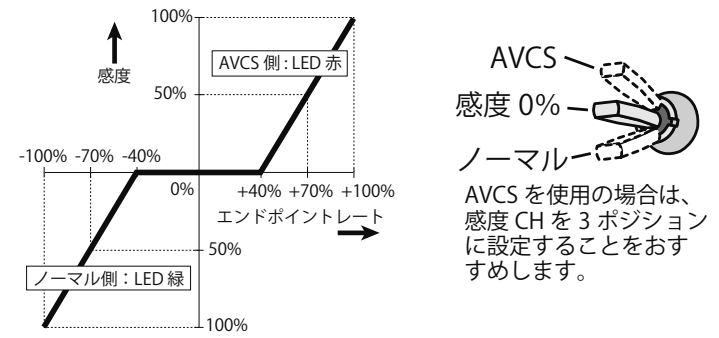 100%
AVCS 側 : LED 赤
感度
50%
-100% -70% -40%
0%
+40% +70% +100%
エンドポイントレート
50%
ノーマル側：LED 緑
100%
AVCS
感度 0%
ノーマル
AVCS を使用の場合は、
感度 CH を 3 ポジション
に設定することをおす
すめします。